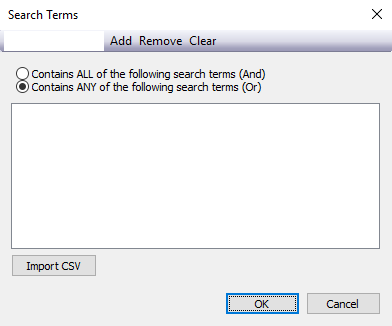 Search Terms
Add Remove Clear
Contains ALL of the following search terms (And)
Contains ANY of the following search terms (Or)
Import CSV
OK Cancel